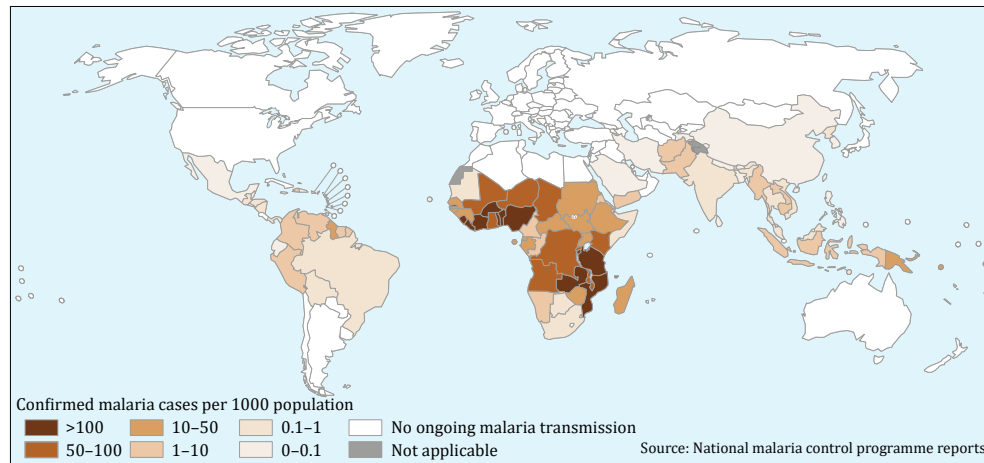 Confirmed malaria cases per 1000 population
>100 10–50 0.1–1 No ongoing malaria transmission
50–100 1–10 0–0.1 Not applicable
Source: National malaria control programme reports